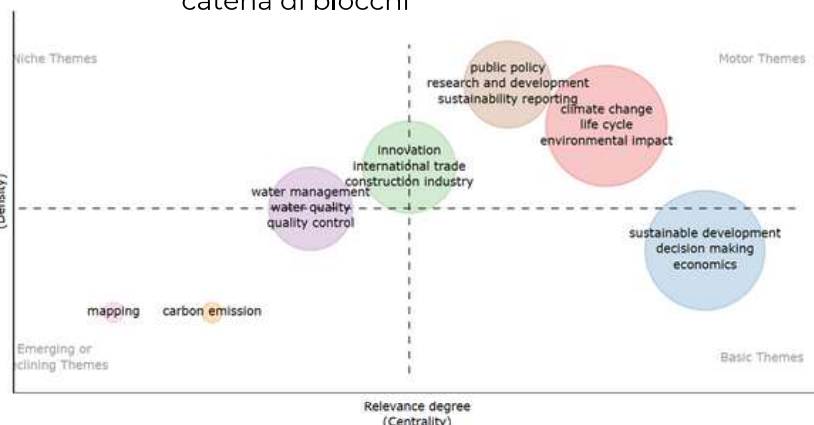 catena di blocchi
Niche Themes
Motor Themes
public policy
research and development
sustainability reporting
climate change
life cycle
environmental impact
innovation
international trade
construction industry
water management
water quality
quality control
(Density)
sustainable development
decision making
economics
mapping
carbon emission
Emerging or
clining Themes
Basic Themes
Relevance degree
(Centrality)